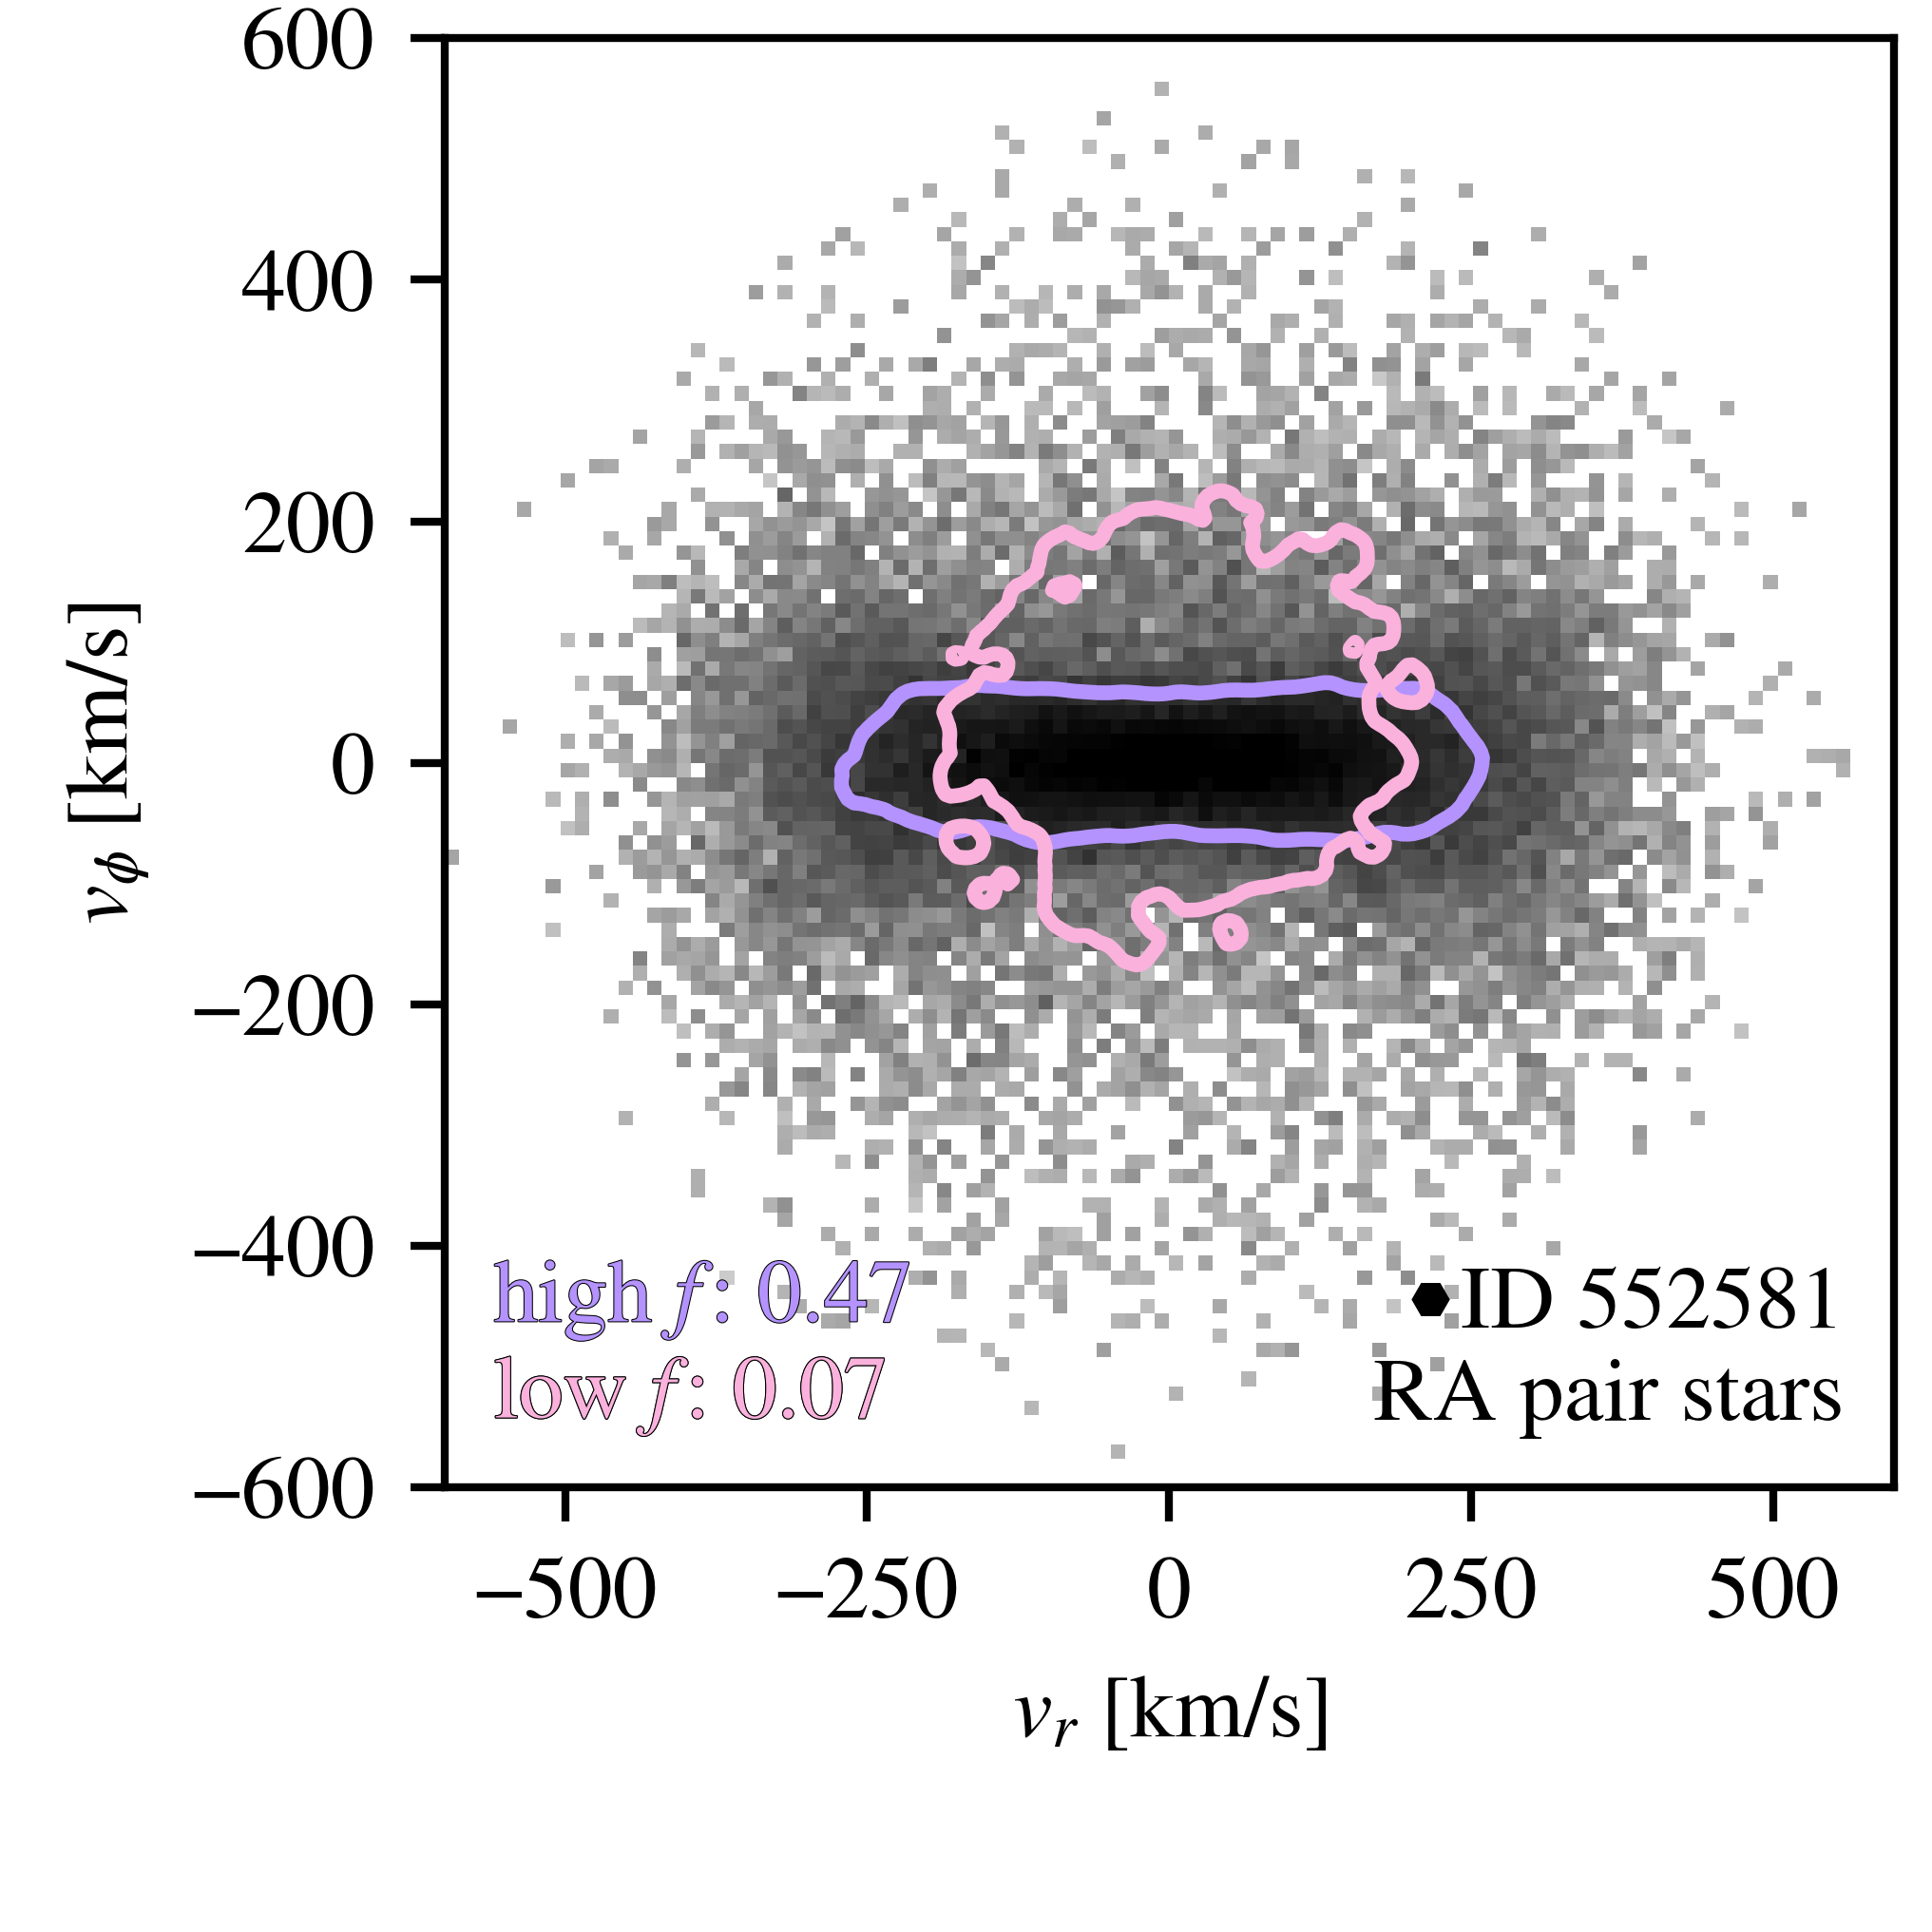 600
400
200
0
−200
−400
−600
v_ϕ [km/s]
high f: 0.47
low f: 0.07
ID 552581
RA pair stars
−500 −250 0 250 500
v_r [km/s]